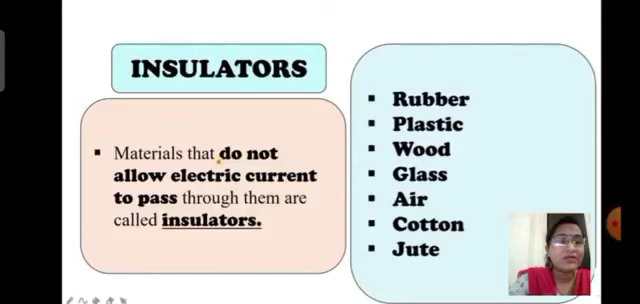 INSULATORS
Materials that do not
allow electric current
to pass through them are
called insulators.
Rubber
Plastic
Wood
Glass
Air
Cotton
Jute